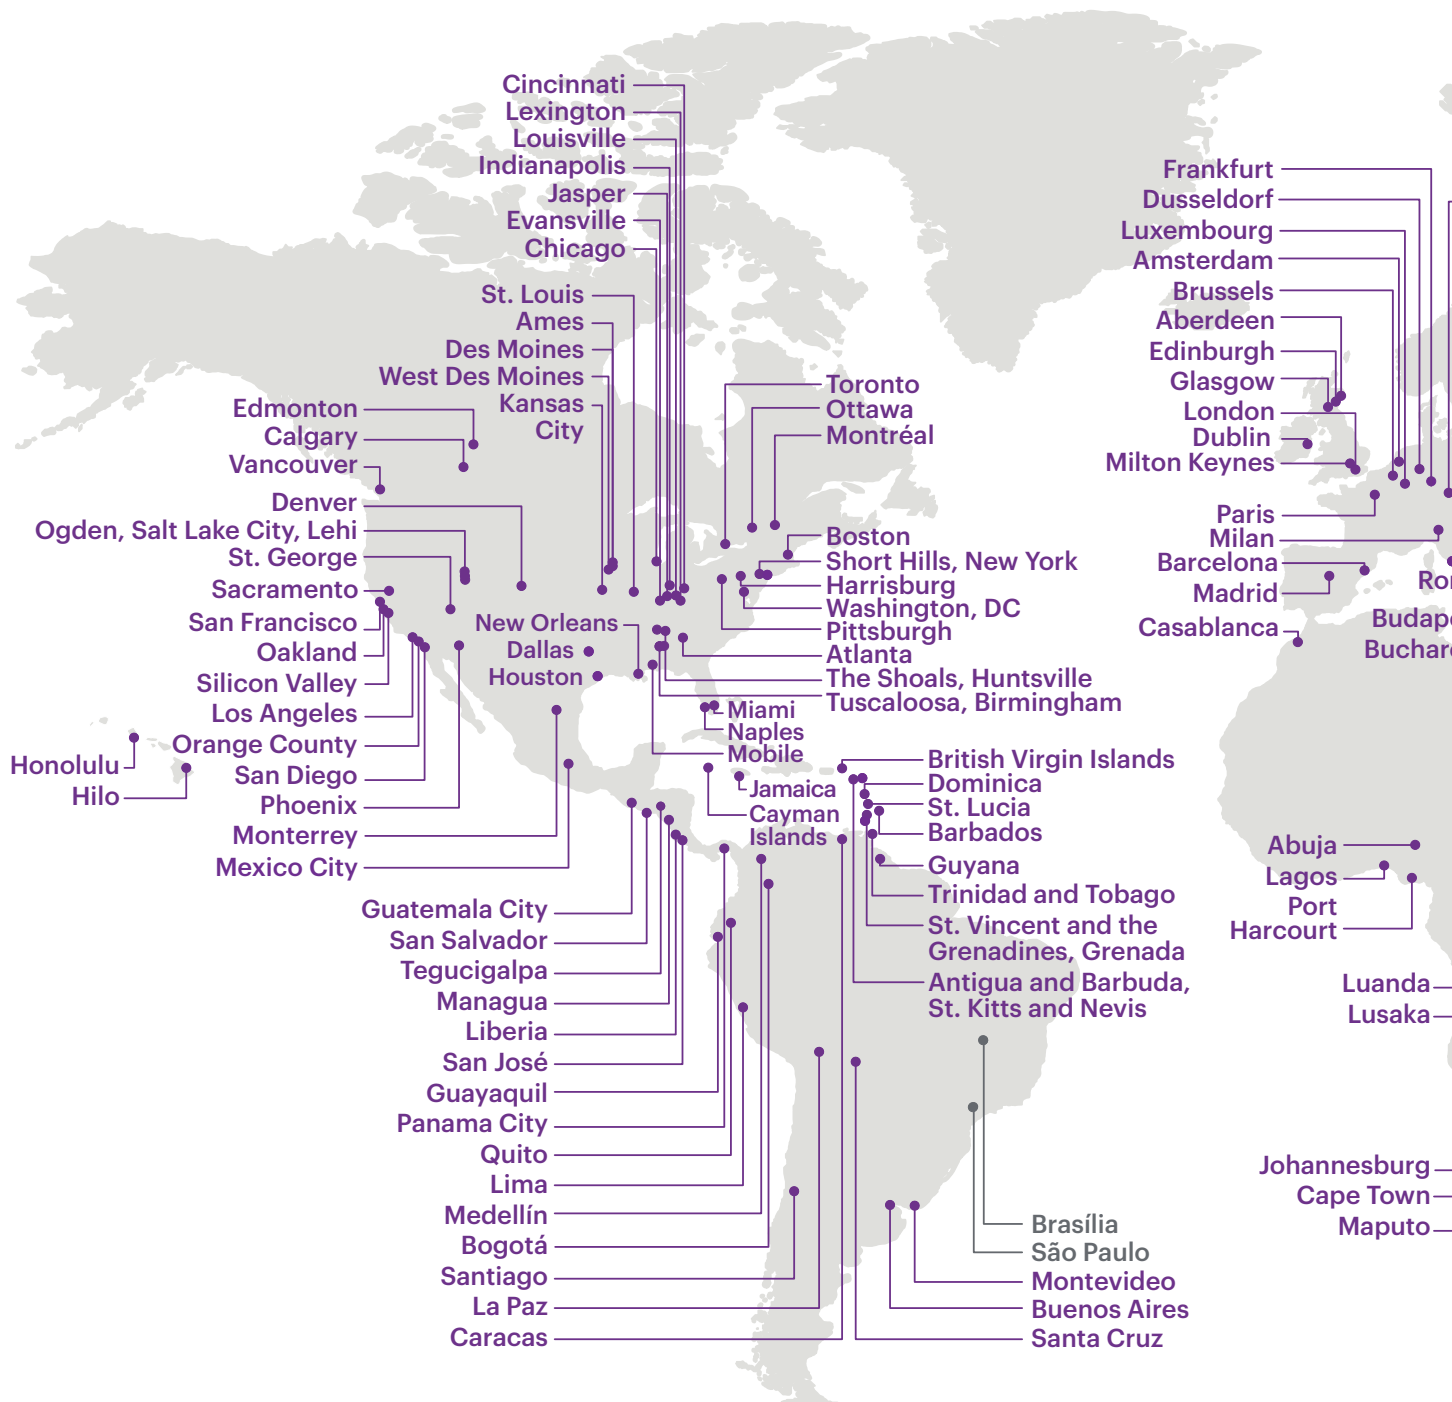 Cincinnati
Lexington
Louisville
Indianapolis
Jasper
Evansville
Chicago
St. Louis
Ames
Des Moines
West Des Moines
Kansas
City
Edmonton
Calgary
Vancouver
Denver
Ogden, Salt Lake City, Lehi
St. George
Sacramento
San Francisco
Oakland
Silicon Valley
Los Angeles
Orange County
San Diego
Phoenix
Monterrey
Mexico City
Honolulu
Hilo
New Orleans
Dallas
Houston
Toronto
Ottawa
Montréal
Boston
Short Hills, New York
Harrisburg
Washington, DC
Pittsburgh
Atlanta
The Shoals, Huntsville
Tuscaloosa, Birmingham
Miami
Naples
Mobile
Jamaica
Cayman
Islands
British Virgin Islands
Dominica
St. Lucia
Barbados
Guyana
Trinidad and Tobago
St. Vincent and the
Grenadines, Grenada
Antigua and Barbuda,
St. Kitts and Nevis
Guatemala City
San Salvador
Tegucigalpa
Managua
Liberia
San José
Guayaquil
Panama City
Quito
Lima
Medellín
Bogotá
Santiago
La Paz
Caracas
Brasília
São Paulo
Montevideo
Buenos Aires
Santa Cruz
Frankfurt
Dusseldorf
Luxembourg
Amsterdam
Brussels
Aberdeen
Edinburgh
Glasgow
London
Dublin
Milton Keynes
Paris
Milan
Barcelona
Madrid
Casablanca
Abuja
Lagos
Port
Harcourt
Luanda
Lusaka
Johannesburg
Cape Town
Maputo